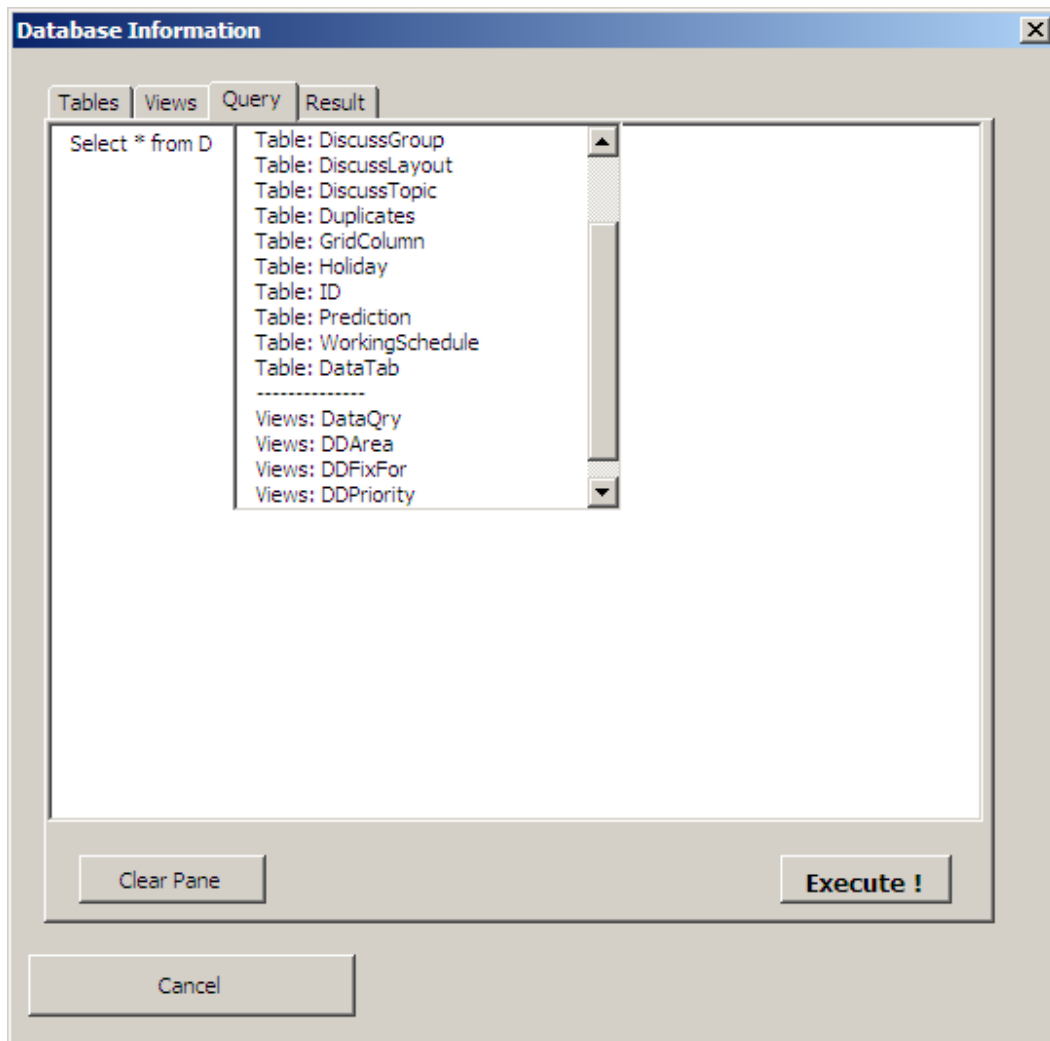 Database Information
Tables Views Query Result
Select * from D
Table: DiscussGroup
Table: DiscussLayout
Table: DiscussTopic
Table: Duplicates
Table: GridColumn
Table: Holiday
Table: ID
Table: Prediction
Table: WorkingSchedule
Table: DataTab
--------------
Views: DataQry
Views: DDArea
Views: DDFixFor
Views: DDPriority
Clear Pane
Execute !
Cancel